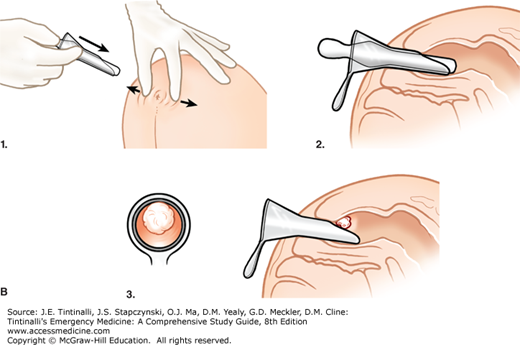 1.
2.
3.
B
Source: J.E. Tintinalli, J.S. Stapczynski, O.J. Ma, D.M. Yealy, G.D. Meckler, D.M. Cline:
Tintinalli's Emergency Medicine: A Comprehensive Study Guide, 8th Edition
www.accessmedicine.com
Copyright © McGraw-Hill Education.  All rights reserved.